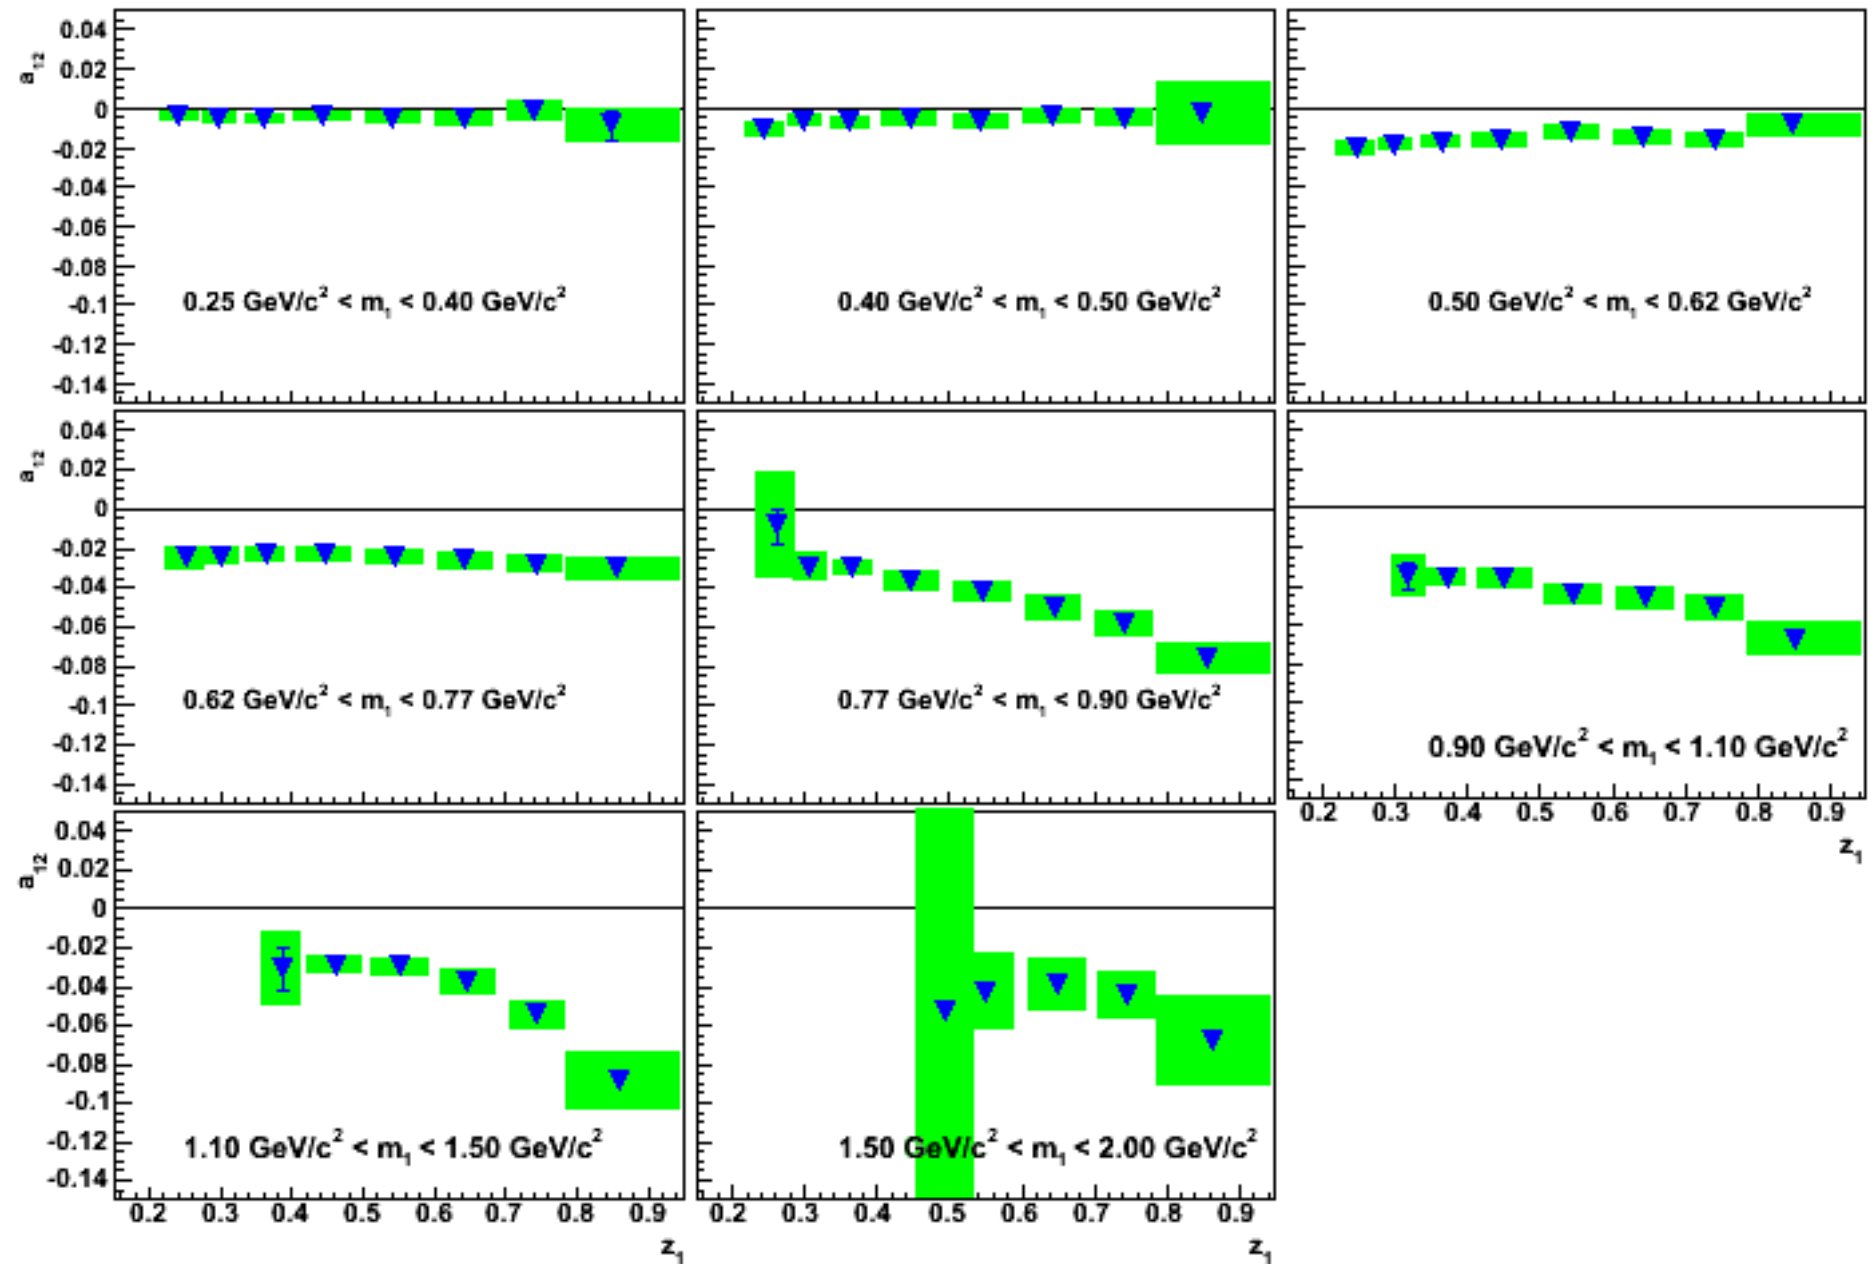 a₁₂
0.04
0.02
0
-0.02
-0.04
-0.06
-0.08
-0.1
-0.12
-0.14
0.25 GeV/c² < m₁ < 0.40 GeV/c²
0.40 GeV/c² < m₁ < 0.50 GeV/c²
0.50 GeV/c² < m₁ < 0.62 GeV/c²
a₁₂
0.04
0.02
0
-0.02
-0.04
-0.06
-0.08
-0.1
-0.12
-0.14
0.62 GeV/c² < m₁ < 0.77 GeV/c²
0.77 GeV/c² < m₁ < 0.90 GeV/c²
0.90 GeV/c² < m₁ < 1.10 GeV/c²
0.2 0.3 0.4 0.5 0.6 0.7 0.8 0.9
z₁
a₁₂
0.04
0.02
0
-0.02
-0.04
-0.06
-0.08
-0.1
-0.12
-0.14
1.10 GeV/c² < m₁ < 1.50 GeV/c²
1.50 GeV/c² < m₁ < 2.00 GeV/c²
0.2 0.3 0.4 0.5 0.6 0.7 0.8 0.9
z₁
0.2 0.3 0.4 0.5 0.6 0.7 0.8 0.9
z₁